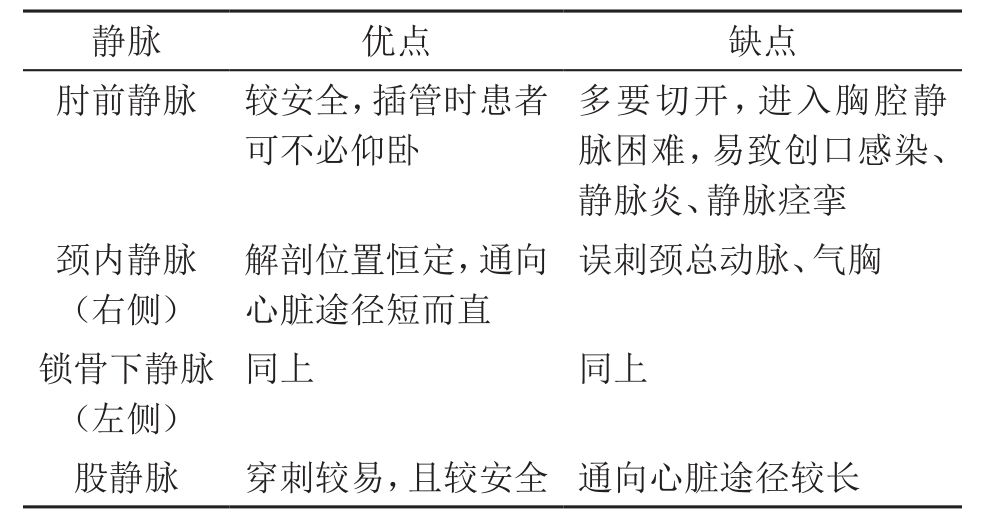 静脉 优点 缺点
肘前静脉 较安全，插管时患者 多要切开，进入胸腔静
可不必仰卧 脉困难，易致创口感染、
静脉炎、静脉痉挛
颈内静脉 解剖位置恒定，通向 误刺颈总动脉、气胸
（右侧） 心脏途径短而直
锁骨下静脉 同上 同上
（左侧）
股静脉 穿刺较易，且较安全 通向心脏途径较长